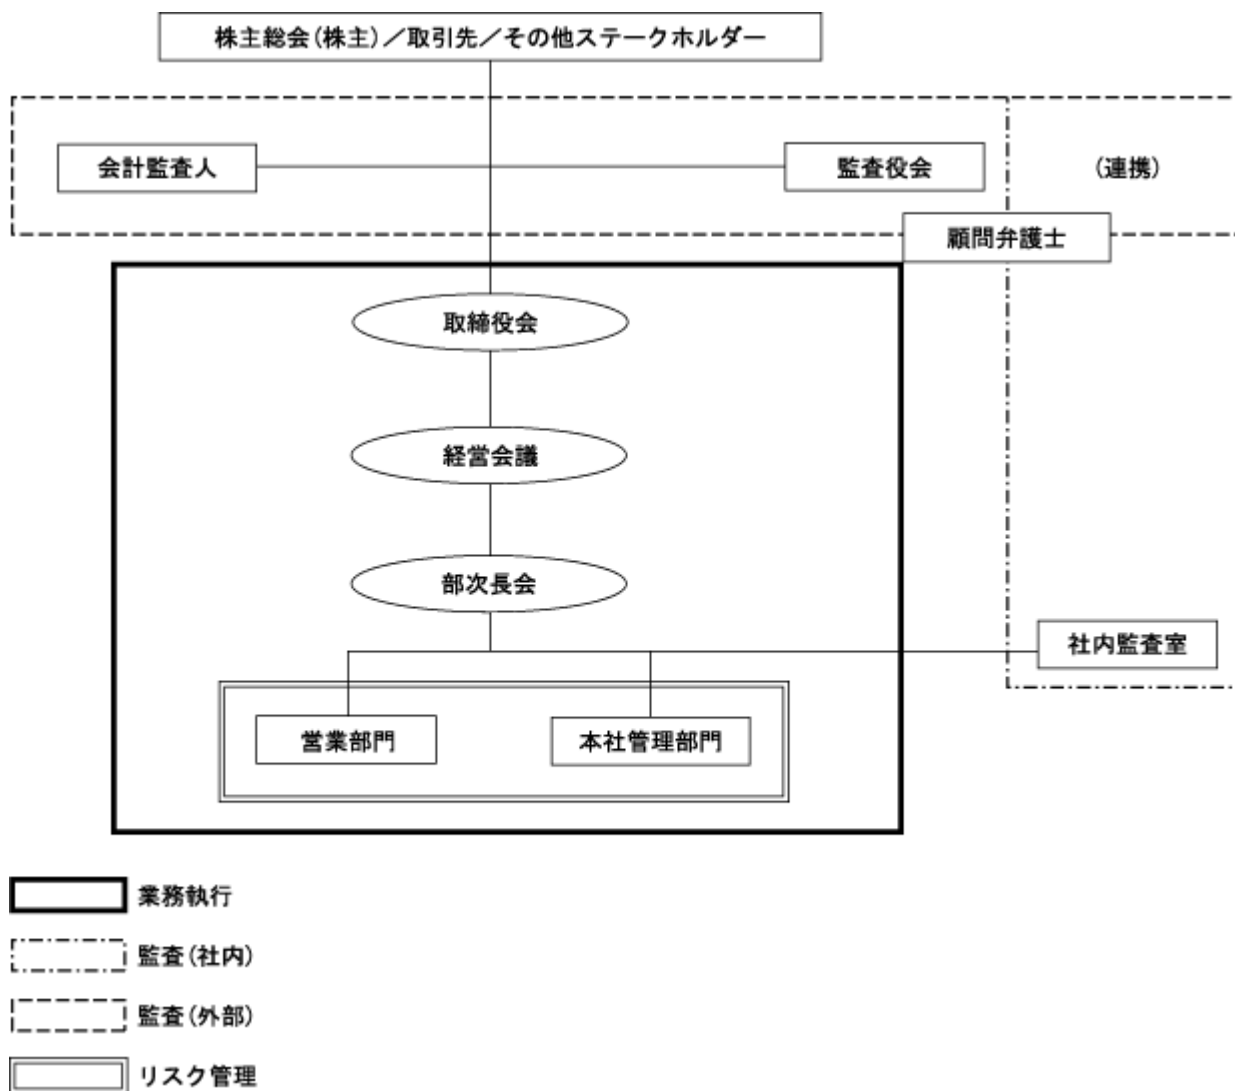 株主総会(株主)／取引先／その他ステークホルダー
会計監査人
監査役会
(連携)
顧問弁護士
取締役会
経営会議
部次長会
社内監査室
営業部門
本社管理部門
業務執行
監査(社内)
監査(外部)
リスク管理